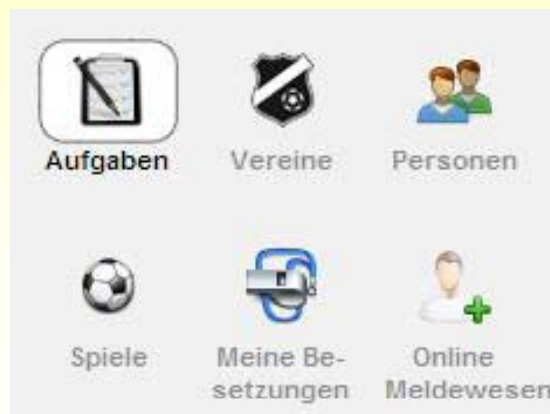 Aufgaben
Vereine
Personen
Spiele
Meine Be-
setzungen
Online
Meldewesen